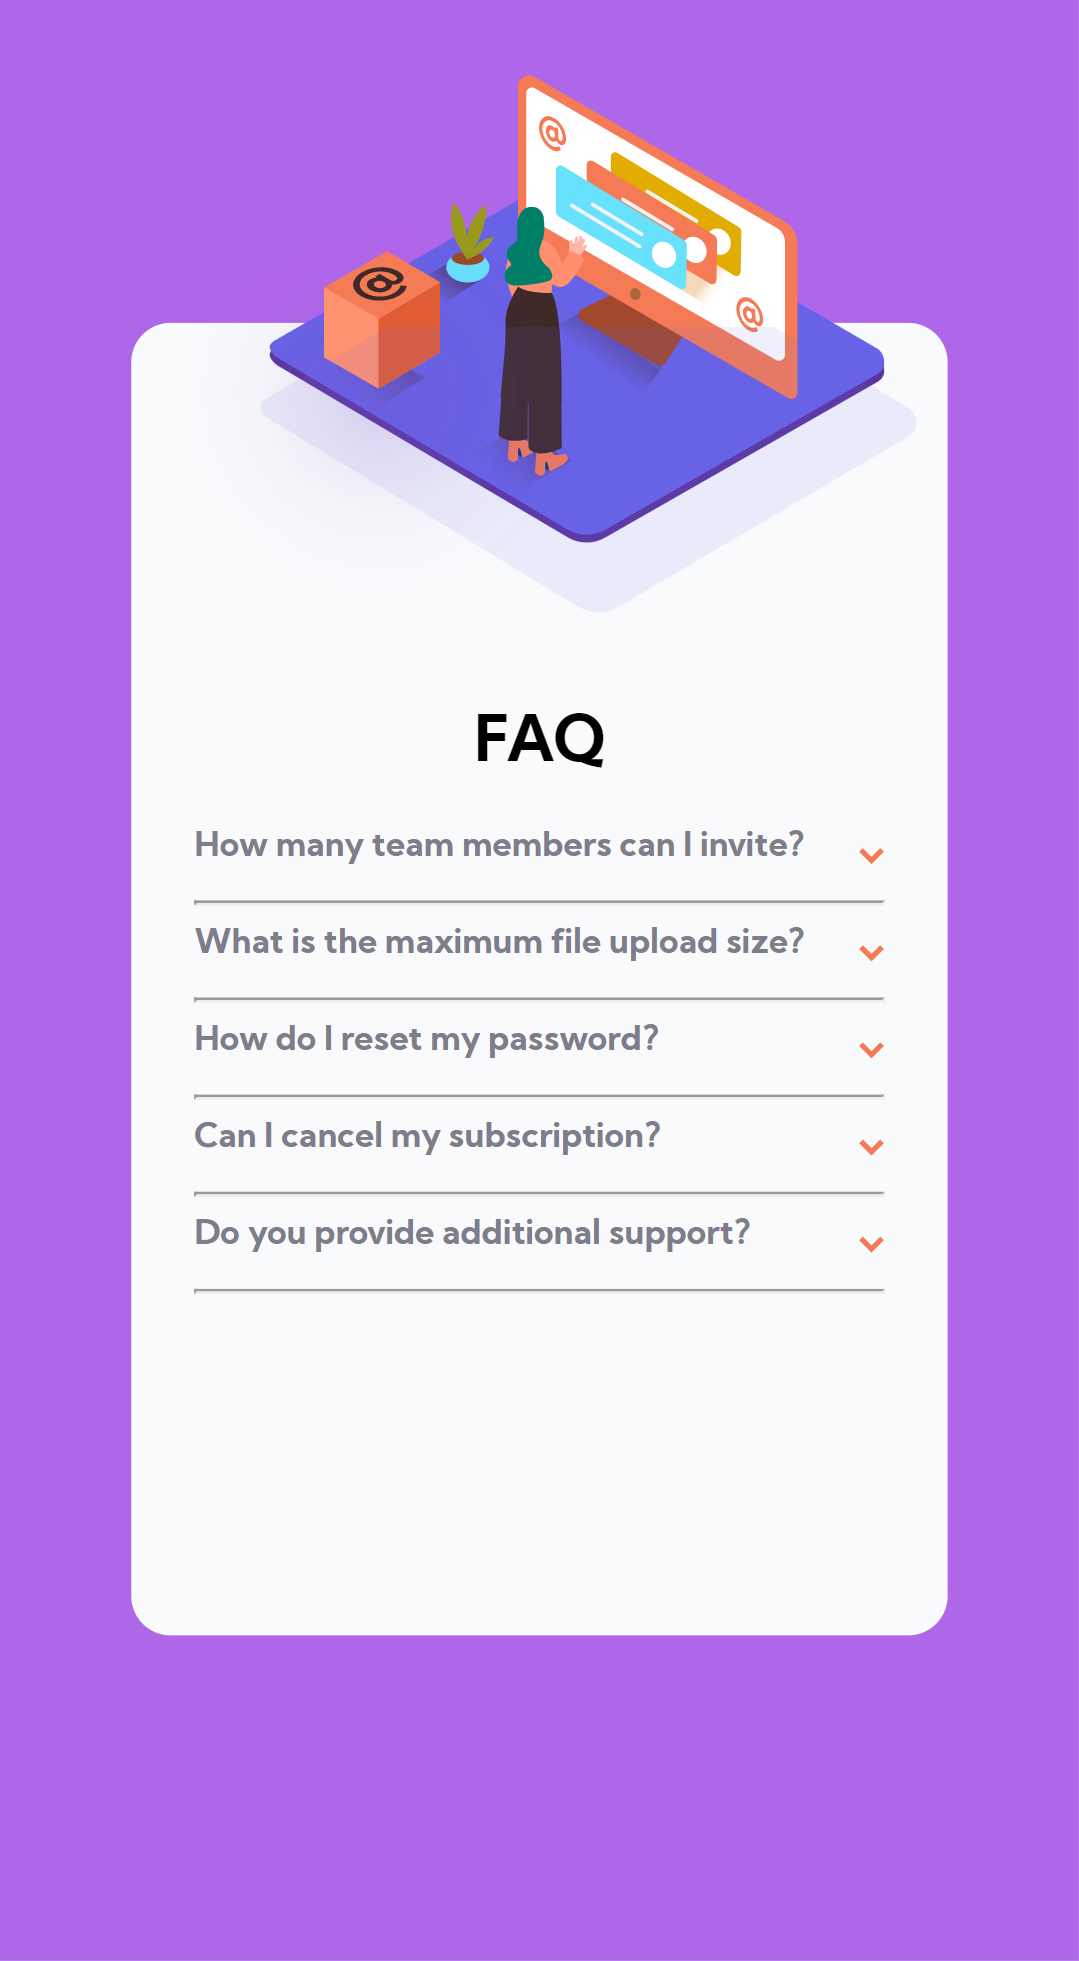 @
@
@
FAQ
How many team members can I invite?
What is the maximum file upload size?
How do I reset my password?
Can I cancel my subscription?
Do you provide additional support?